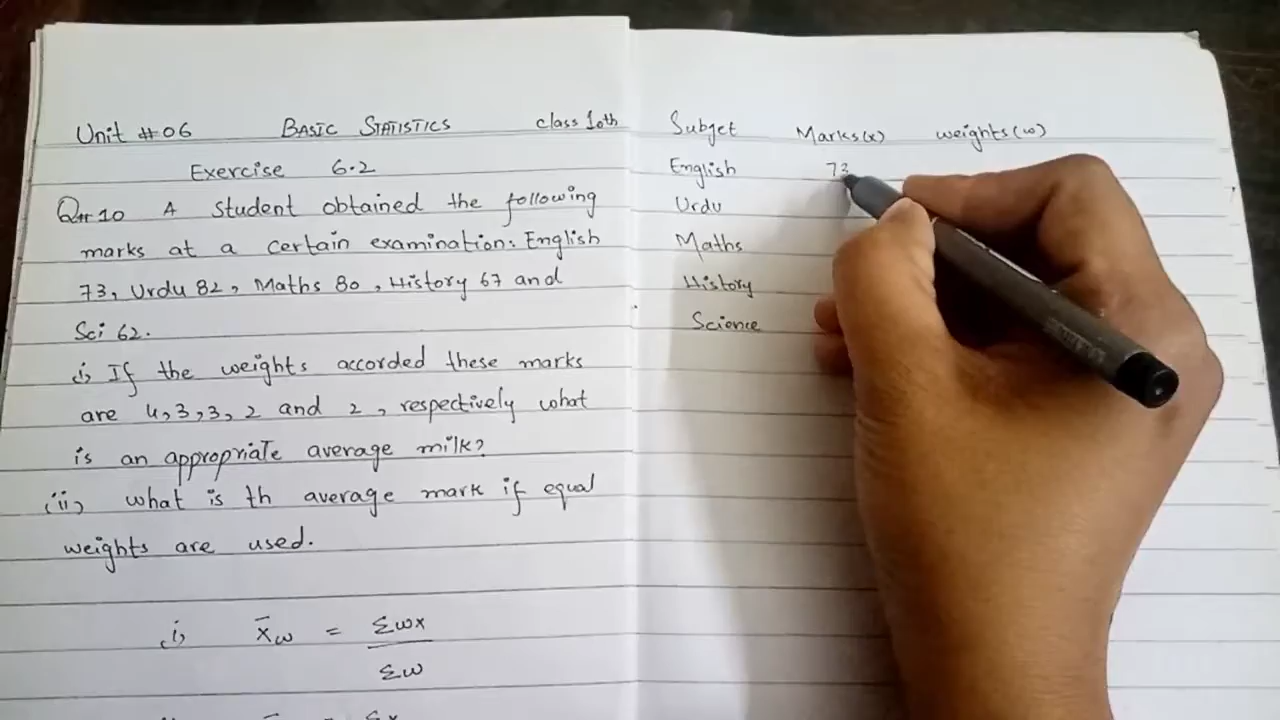 Unit # 06 BASIC STATISTICS class 10th
Exercise 6.2
Q# 10 A student obtained the following
marks at a certain examination: English
73, Urdu 82, Maths 80, History 67 and
Sci 62.
i, If the weights accorded these marks
are 4,3,3,2 and 2, respectively what
is an appropriate average milk?
(ii) what is th average mark if equal
weights are used.
i, x̄w = Σwx
Σw
Σx
Subjet Marks(x) weights(w)
English 73
Urdu
Maths
History
Science